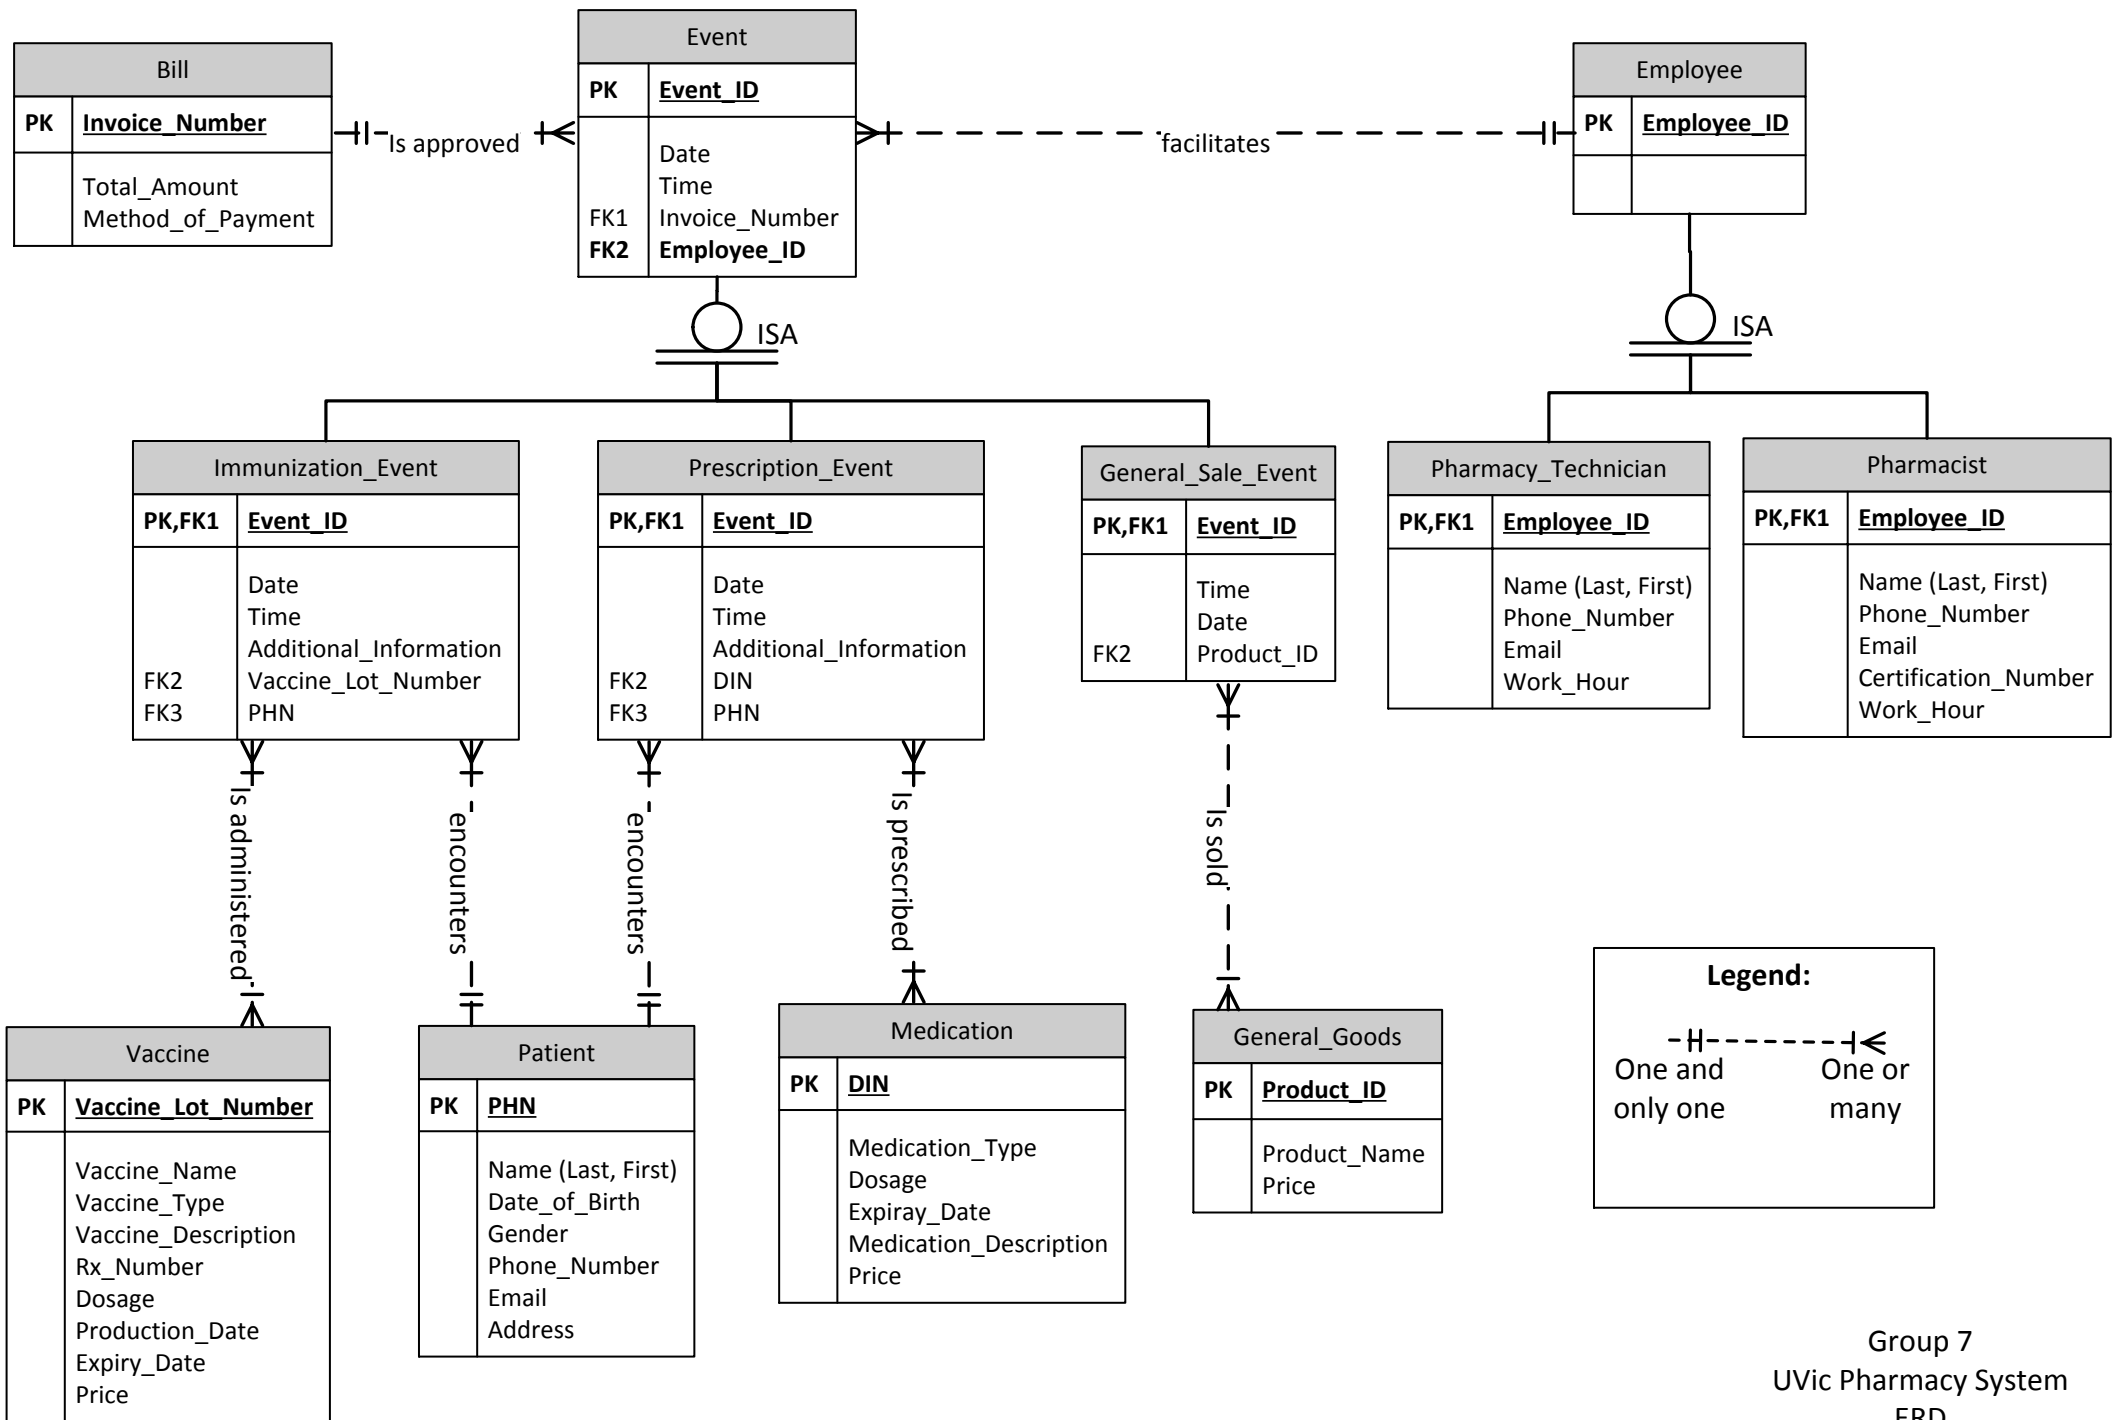 Bill
PK Invoice_Number
Total_Amount
Method_of_Payment
Is approved
Event
PK Event_ID
Date
Time
FK1 Invoice_Number
FK2 Employee_ID
facilitates
Employee
PK Employee_ID
ISA
ISA
Immunization_Event
PK,FK1 Event_ID
Date
Time
Additional_Information
FK2 Vaccine_Lot_Number
FK3 PHN
Prescription_Event
PK,FK1 Event_ID
Date
Time
Additional_Information
FK2 DIN
FK3 PHN
General_Sale_Event
PK,FK1 Event_ID
Time
Date
FK2 Product_ID
Pharmacy_Technician
PK,FK1 Employee_ID
Name (Last, First)
Phone_Number
Email
Work_Hour
Pharmacist
PK,FK1 Employee_ID
Name (Last, First)
Phone_Number
Email
Certification_Number
Work_Hour
Is administered
encounters
encounters
Is prescribed
Is sold
Vaccine
PK Vaccine_Lot_Number
Vaccine_Name
Vaccine_Type
Vaccine_Description
Rx_Number
Dosage
Production_Date
Expiry_Date
Price
Patient
PK PHN
Name (Last, First)
Date_of_Birth
Gender
Phone_Number
Email
Address
Medication
PK DIN
Medication_Type
Dosage
Expiray_Date
Medication_Description
Price
General_Goods
PK Product_ID
Product_Name
Price
Legend:
One and
only one
One or
many
Group 7
UVic Pharmacy System
ERD